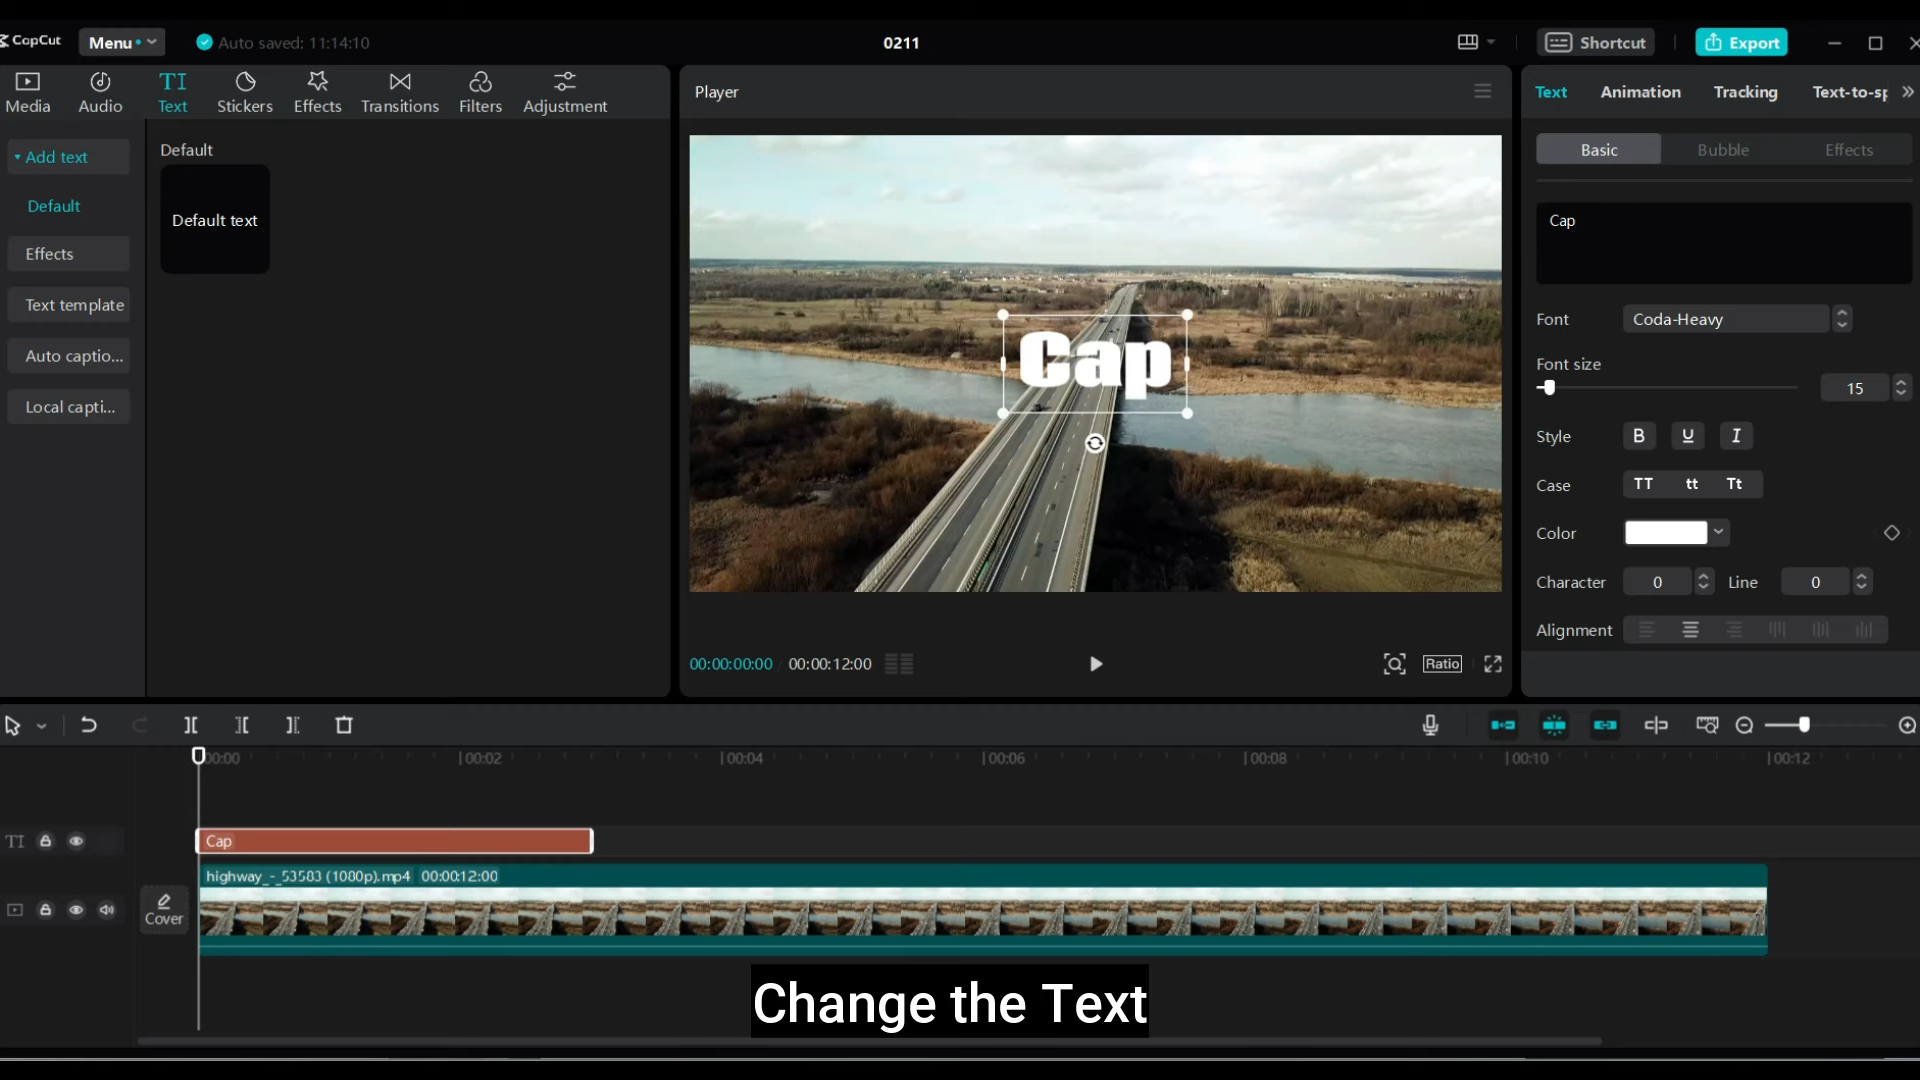 CapCut
Menu
Auto saved: 11:14:10
0211
Shortcut
Export
Media
Audio
TI
Text
Stickers
Effects
Transitions
Filters
Adjustment
Add text
Default
Effects
Text template
Auto captio...
Local capti...
Default
Default text
Player
Cap
00:00:00:00
00:00:12:00
Ratio
Text
Animation
Tracking
Text-to-sp
Basic
Bubble
Effects
Cap
Font
Coda-Heavy
Font size
15
Style
B U I
Case
TT tt Tt
Color
Character
0
Line
0
Alignment
00:00
00:02
00:04
00:06
00:08
00:10
00:12
TI
Cap
highway_-_53583 (1080p).mp4 00:00:12:00
Cover
Change the Text